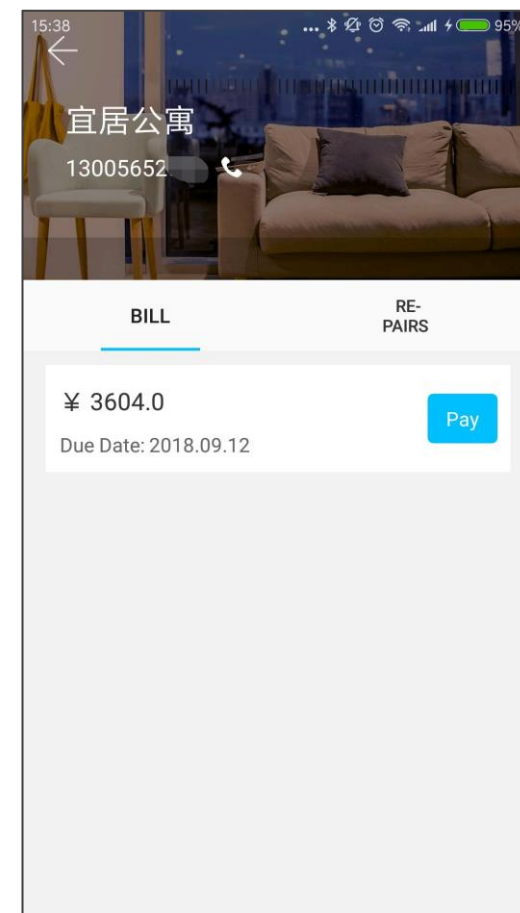 15:38
95%
宜居公寓
13005652
BILL
RE-
PAIRS
¥ 3604.0
Due Date: 2018.09.12
Pay